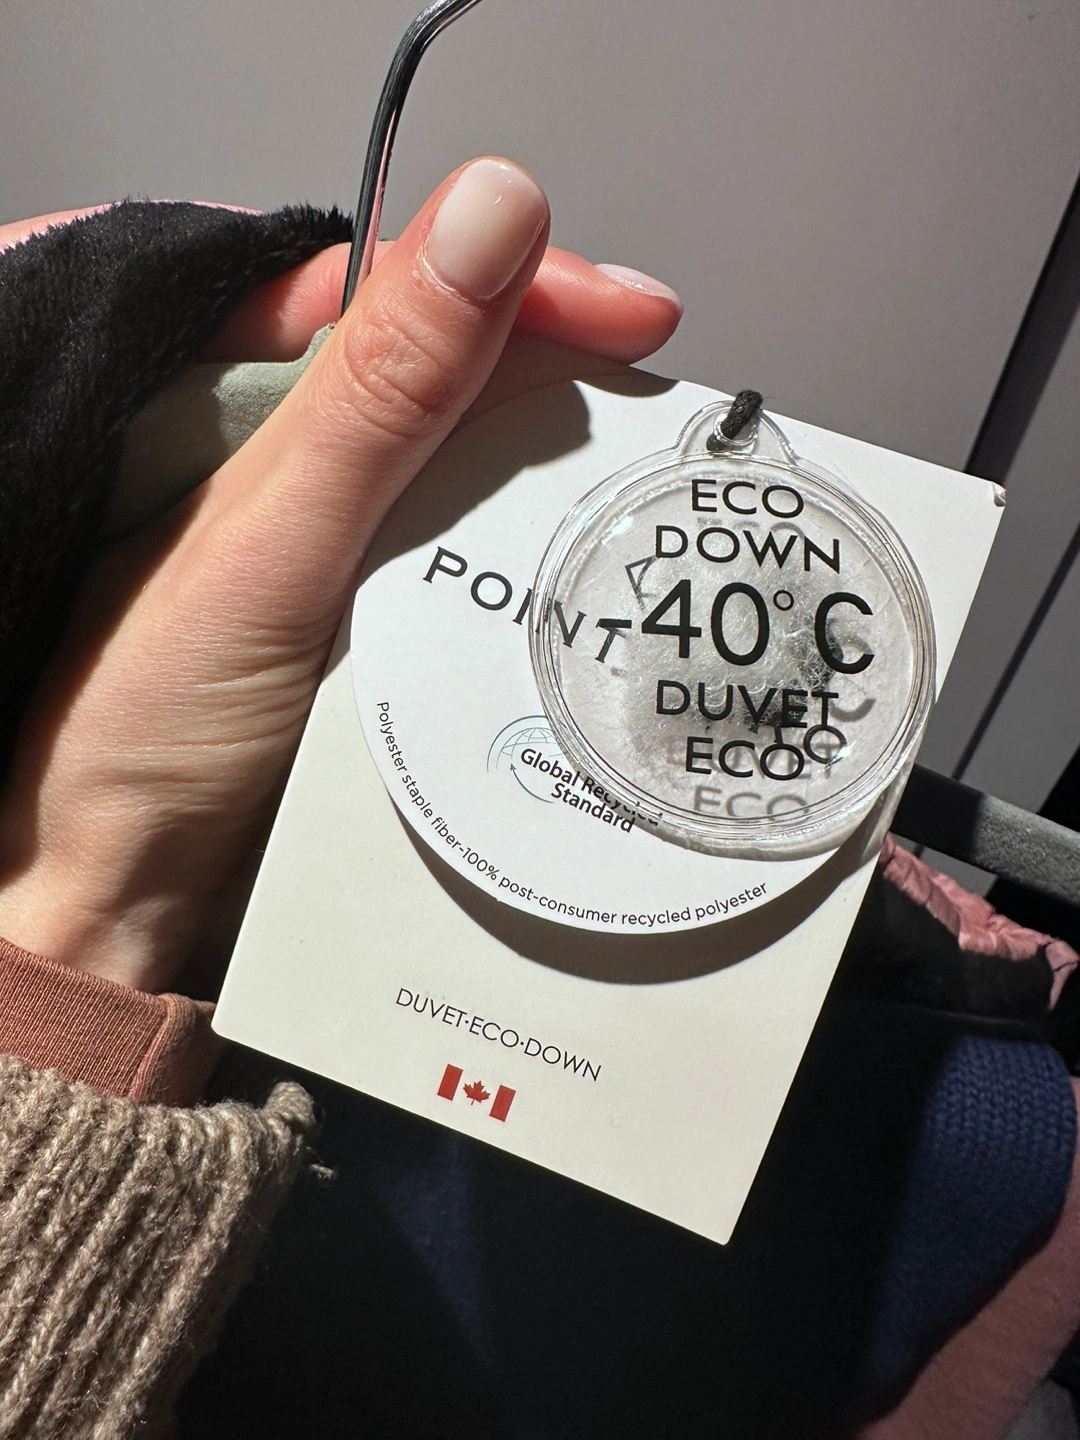 ECO
DOWN
-40° C
DUVET
ECO
POINT
Global Recycled
Standard
Polyester staple fiber-100% post-consumer recycled polyester
DUVET·ECO·DOWN